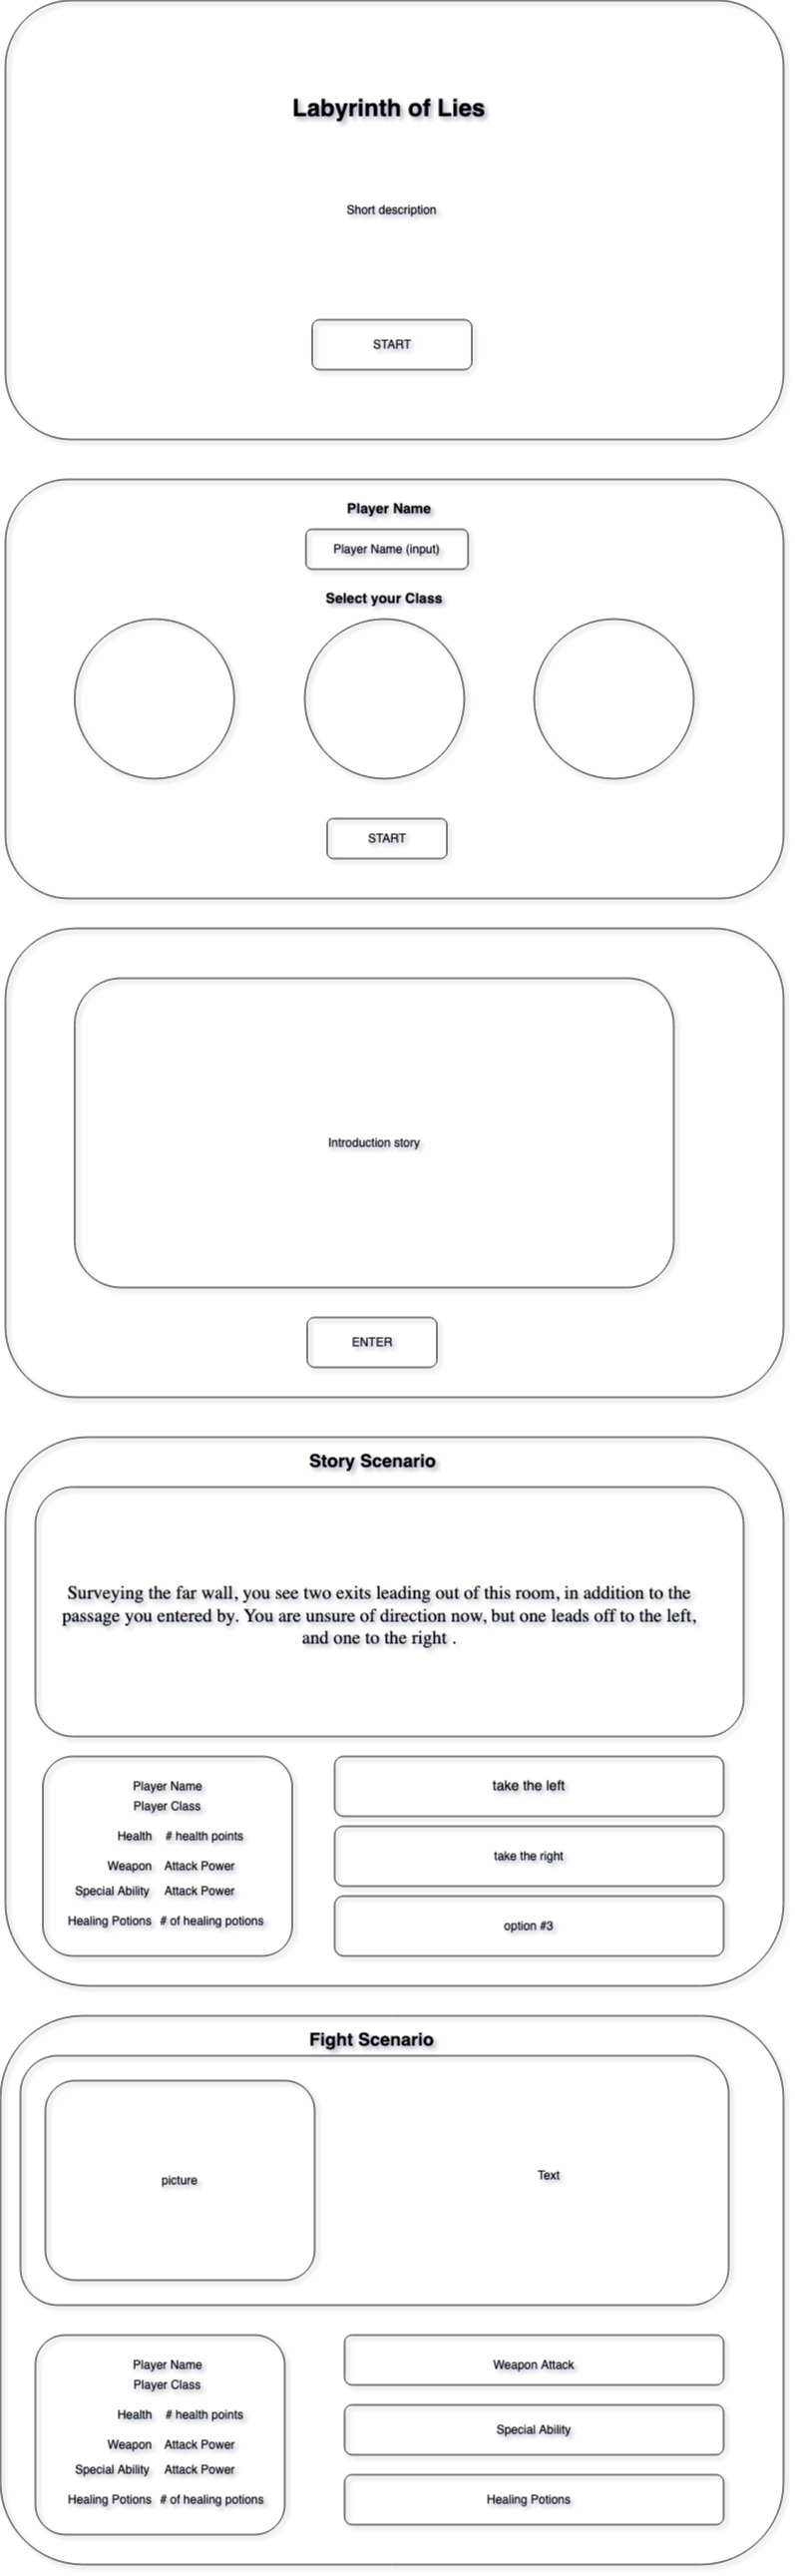 Labyrinth of Lies
Short description
START
Player Name
Player Name (input)
Select your Class
START
Introduction story
ENTER
Story Scenario
Surveying the far wall, you see two exits leading out of this room, in addition to the
passage you entered by. You are unsure of direction now, but one leads off to the left,
and one to the right .
Player Name
Player Class
Health # health points
Weapon Attack Power
Special Ability Attack Power
Healing Potions # of healing potions
take the left
take the right
option #3
Fight Scenario
picture
Text
Player Name
Player Class
Health # health points
Weapon Attack Power
Special Ability Attack Power
Healing Potions # of healing potions
Weapon Attack
Special Ability
Healing Potions